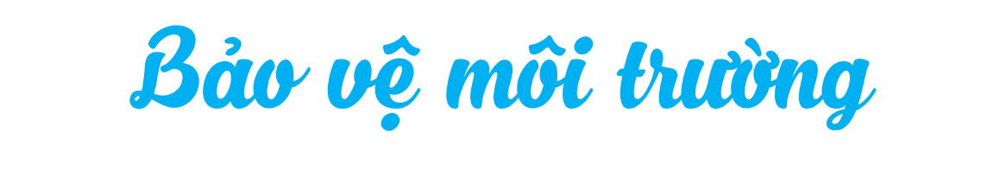 Bảo vệ môi trường